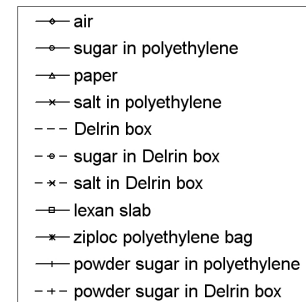 air
sugar in polyethylene
paper
salt in polyethylene
Delrin box
sugar in Delrin box
salt in Delrin box
lexan slab
ziploc polyethylene bag
powder sugar in polyethylene
powder sugar in Delrin box